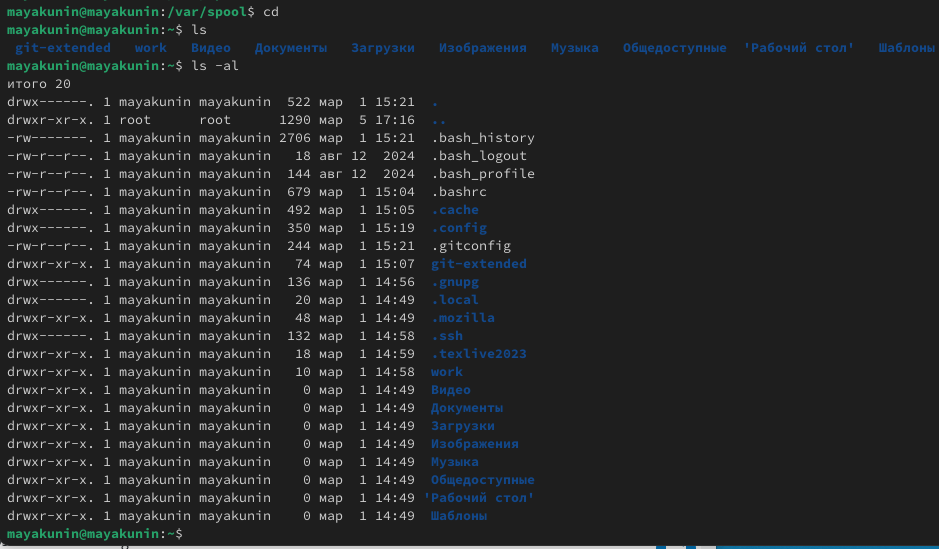 mayakunin@mayakunin:/var/spool$ cd
mayakunin@mayakunin:~$ ls
git-extended work Видео Документы Загрузки Изображения Музыка Общедоступные 'Рабочий стол' Шаблоны
mayakunin@mayakunin:~$ ls -al
итого 20
drwx------. 1 mayakunin mayakunin 522 мар 1 15:21 .
drwxr-xr-x. 1 root root 1290 мар 5 17:16 ..
-rw-------. 1 mayakunin mayakunin 2706 мар 1 15:21 .bash_history
-rw-r--r--. 1 mayakunin mayakunin 18 авг 12 2024 .bash_logout
-rw-r--r--. 1 mayakunin mayakunin 144 авг 12 2024 .bash_profile
-rw-r--r--. 1 mayakunin mayakunin 679 мар 1 15:04 .bashrc
drwx------. 1 mayakunin mayakunin 492 мар 1 15:05 .cache
drwx------. 1 mayakunin mayakunin 350 мар 1 15:19 .config
-rw-r--r--. 1 mayakunin mayakunin 244 мар 1 15:21 .gitconfig
drwxr-xr-x. 1 mayakunin mayakunin 74 мар 1 15:07 git-extended
drwx------. 1 mayakunin mayakunin 136 мар 1 14:56 .gnupg
drwx------. 1 mayakunin mayakunin 20 мар 1 14:49 .local
drwxr-xr-x. 1 mayakunin mayakunin 48 мар 1 14:49 .mozilla
drwx------. 1 mayakunin mayakunin 132 мар 1 14:58 .ssh
drwxr-xr-x. 1 mayakunin mayakunin 18 мар 1 14:59 .texlive2023
drwxr-xr-x. 1 mayakunin mayakunin 10 мар 1 14:58 work
drwxr-xr-x. 1 mayakunin mayakunin 0 мар 1 14:49 Видео
drwxr-xr-x. 1 mayakunin mayakunin 0 мар 1 14:49 Документы
drwxr-xr-x. 1 mayakunin mayakunin 0 мар 1 14:49 Загрузки
drwxr-xr-x. 1 mayakunin mayakunin 0 мар 1 14:49 Изображения
drwxr-xr-x. 1 mayakunin mayakunin 0 мар 1 14:49 Музыка
drwxr-xr-x. 1 mayakunin mayakunin 0 мар 1 14:49 Общедоступные
drwxr-xr-x. 1 mayakunin mayakunin 0 мар 1 14:49 'Рабочий стол'
drwxr-xr-x. 1 mayakunin mayakunin 0 мар 1 14:49 Шаблоны
mayakunin@mayakunin:~$